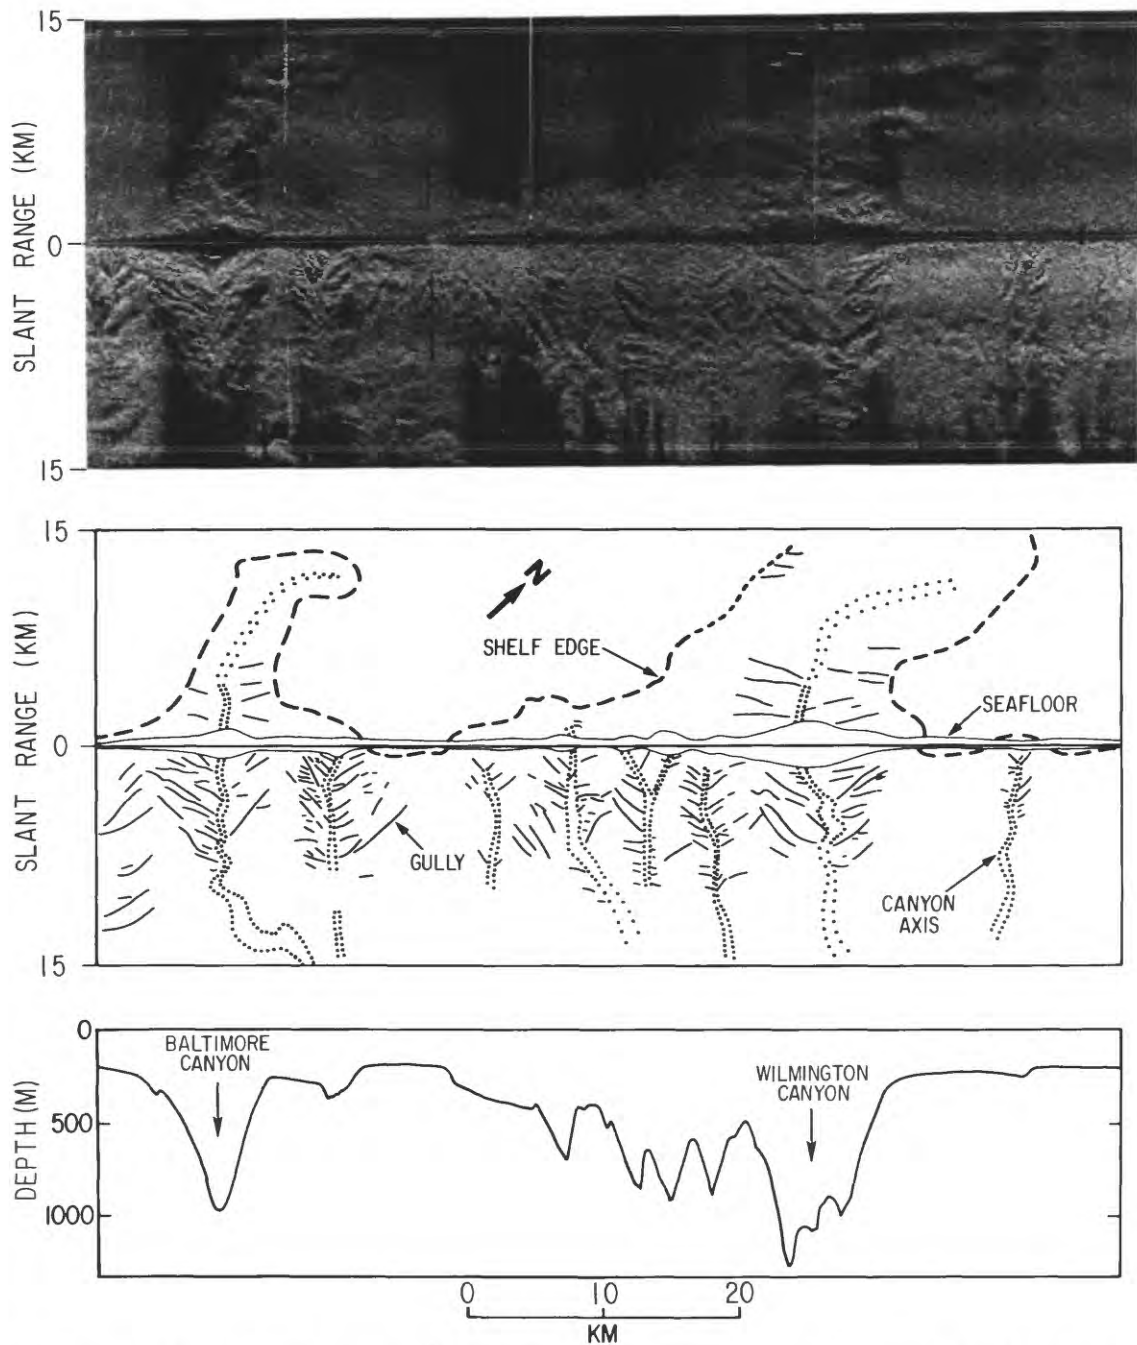 15
SLANT RANGE (KM)
0
15
15
SLANT RANGE (KM)
0
15
N
SHELF EDGE
SEAFLOOR
GULLY
CANYON
AXIS
0
500
1000
DEPTH (M)
BALTIMORE
CANYON
WILMINGTON
CANYON
0 10 20
KM